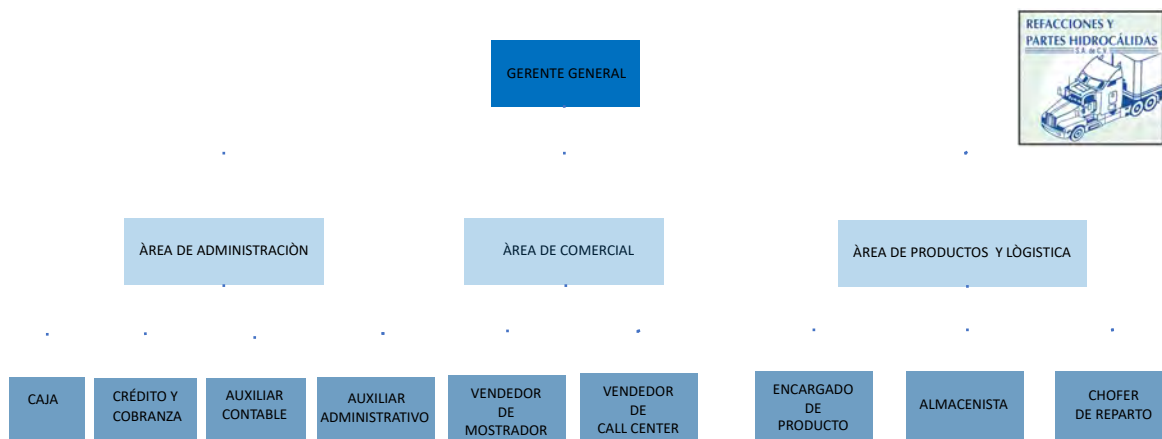 REFACCIONES Y
PARTES HIDROCÁLIDAS
S.A. de C.V.
GERENTE GENERAL
ÀREA DE ADMINISTRACIÒN
ÀREA DE COMERCIAL
ÀREA DE PRODUCTOS Y LÒGISTICA
CAJA
CRÉDITO Y
COBRANZA
AUXILIAR
CONTABLE
AUXILIAR
ADMINISTRATIVO
VENDEDOR
DE
MOSTRADOR
VENDEDOR
DE
CALL CENTER
ENCARGADO
DE
PRODUCTO
ALMACENISTA
CHOFER
DE REPARTO